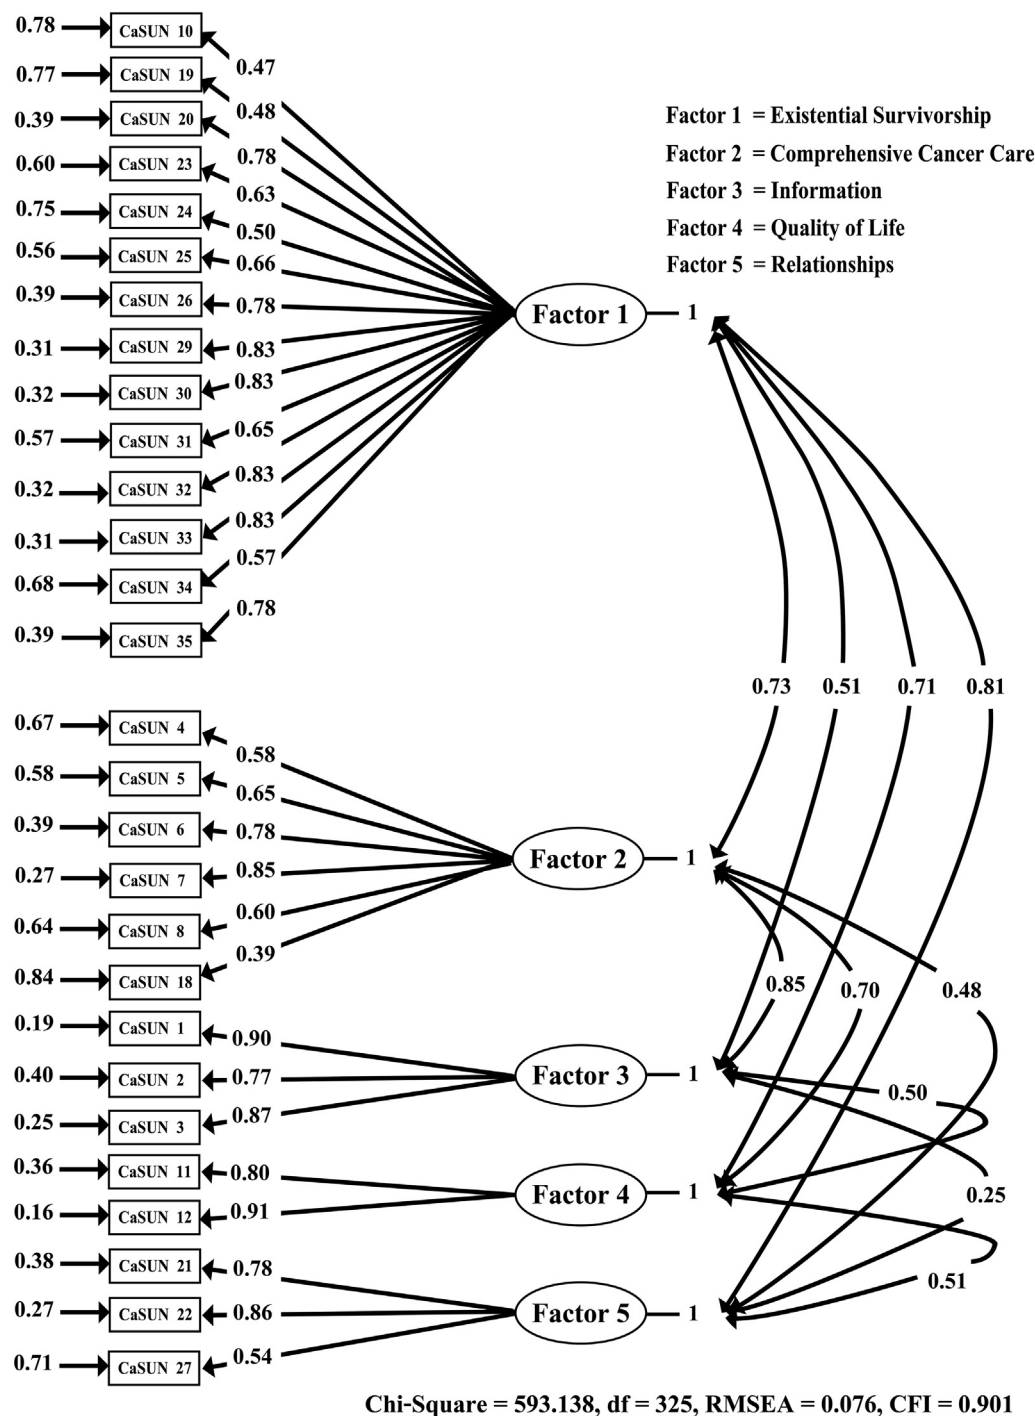 0.78 CaSUN 10 0.47
0.77 CaSUN 19 0.48
0.39 CaSUN 20 0.78
0.60 CaSUN 23 0.63
0.75 CaSUN 24 0.50
0.56 CaSUN 25 0.66
0.39 CaSUN 26 0.78
0.31 CaSUN 29 0.83
0.32 CaSUN 30 0.83
0.57 CaSUN 31 0.65
0.32 CaSUN 32 0.83
0.31 CaSUN 33 0.83
0.68 CaSUN 34 0.57
0.39 CaSUN 35 0.78
Factor 1 = Existential Survivorship
Factor 2 = Comprehensive Cancer Care
Factor 3 = Information
Factor 4 = Quality of Life
Factor 5 = Relationships
Factor 1 1
0.73 0.51 0.71 0.81
0.67 CaSUN 4 0.58
0.58 CaSUN 5 0.65
0.39 CaSUN 6 0.78
0.27 CaSUN 7 0.85
0.64 CaSUN 8 0.60
0.84 CaSUN 18 0.39
Factor 2 1
0.85 0.70 0.48
0.19 CaSUN 1 0.90
0.40 CaSUN 2 0.77
0.25 CaSUN 3 0.87
Factor 3 1
0.50
0.36 CaSUN 11 0.80
0.16 CaSUN 12 0.91
Factor 4 1
0.25
0.38 CaSUN 21 0.78
0.27 CaSUN 22 0.86
0.71 CaSUN 27 0.54
Factor 5 1
0.51
Chi-Square = 593.138, df = 325, RMSEA = 0.076, CFI = 0.901